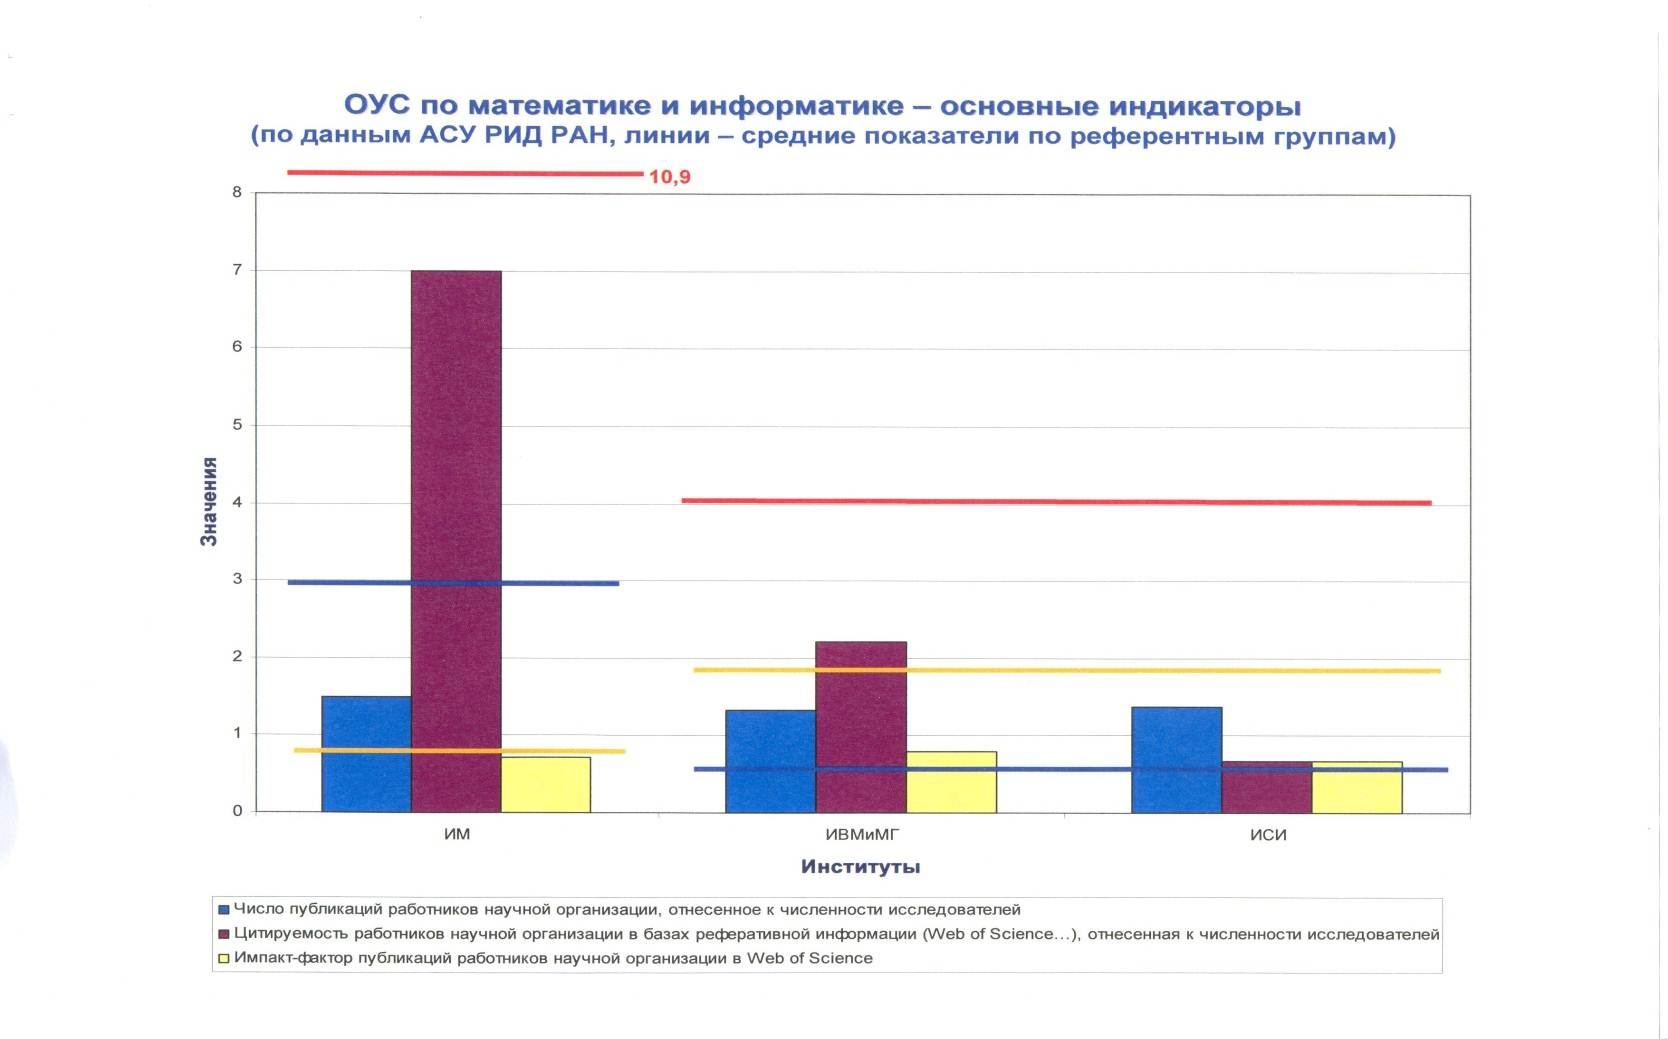 ОУС по математике и информатике – основные индикаторы
(по данным АСУ РИД РАН, линии – средние показатели по референтным группам)
10,9
8
7
6
5
4
3
2
1
0
Значения
ИМ
ИВМиМГ
ИСИ
Институты
Число публикаций работников научной организации, отнесенное к численности исследователей
Цитируемость работников научной организации в базах реферативной информации (Web of Science...), отнесенная к численности исследователей
Импакт-фактор публикаций работников научной организации в Web of Science